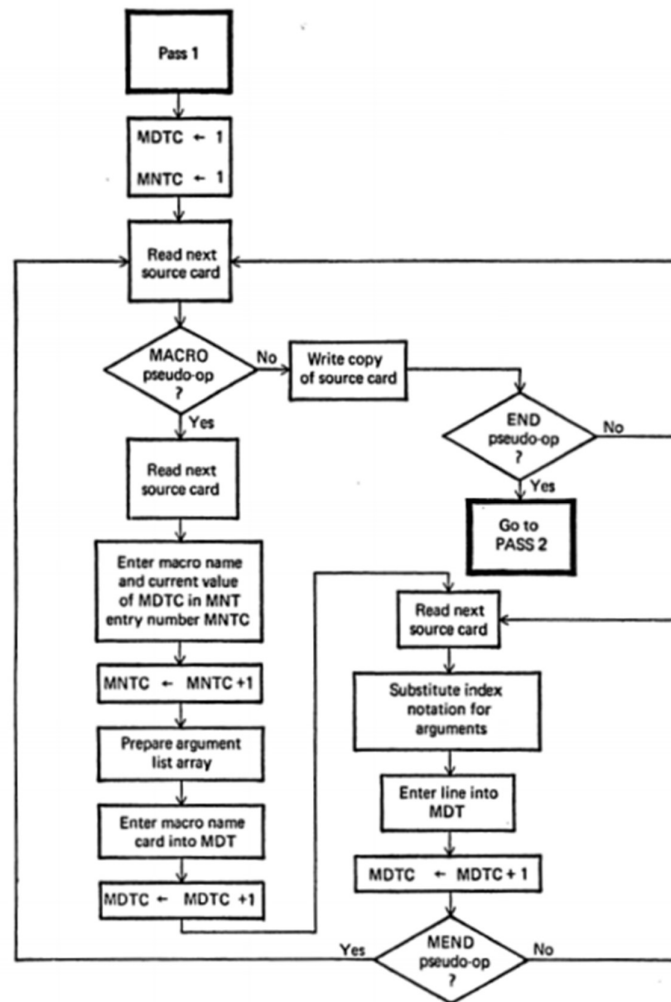 Pass 1
MDTC ← 1
MNTC ← 1
Read next
source card
MACRO
pseudo-op
?
No
Write copy
of source card
Yes
END
pseudo-op
?
No
Yes
Go to
PASS 2
Read next
source card
Enter macro name
and current value
of MDTC in MNT
entry number MNTC
MNTC ← MNTC +1
Prepare argument
list array
Enter macro name
card into MDT
MDTC ← MDTC +1
Read next
source card
Substitute index
notation for
arguments
Enter line into
MDT
MDTC ← MDTC + 1
Yes
MEND
pseudo-op
?
No